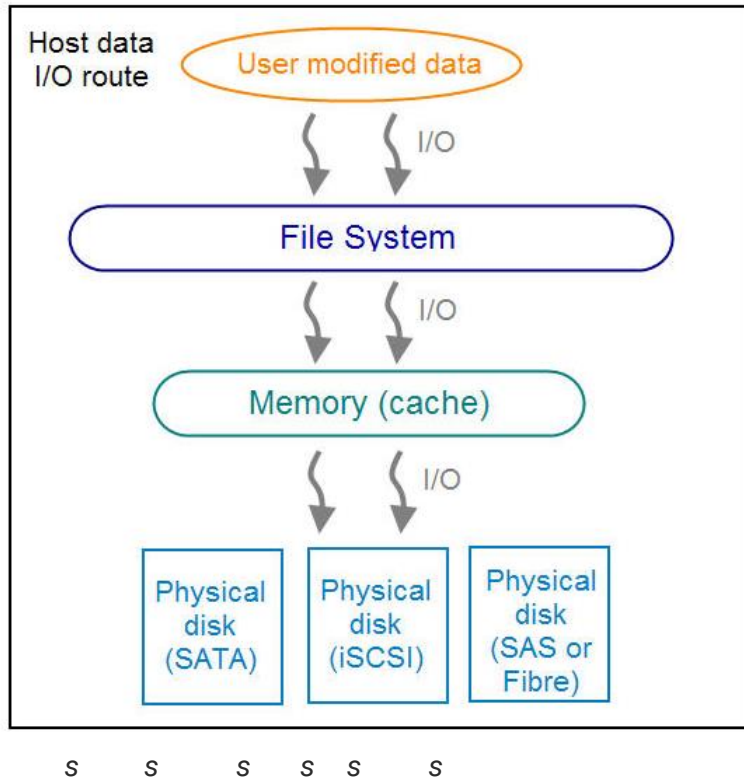 Host data
I/O route
User modified data
I/O
File System
I/O
Memory (cache)
I/O
Physical
disk
(SATA)
Physical
disk
(iSCSI)
Physical
disk
(SAS or
Fibre)
s s s s s s